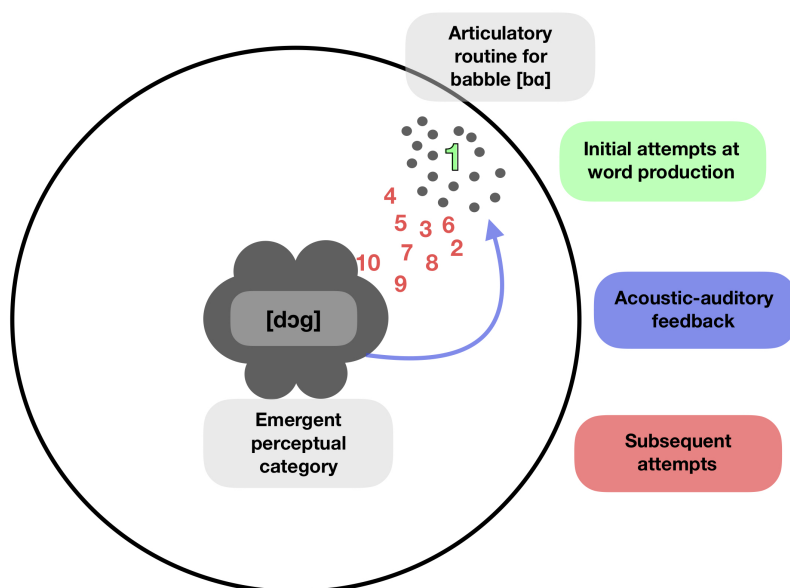 Articulatory
routine for
babble [bɑ]
1
Initial attempts at
word production
4
5
3
6
2
7
8
10
9
[dɔg]
Acoustic-auditory
feedback
Emergent
perceptual
category
Subsequent
attempts